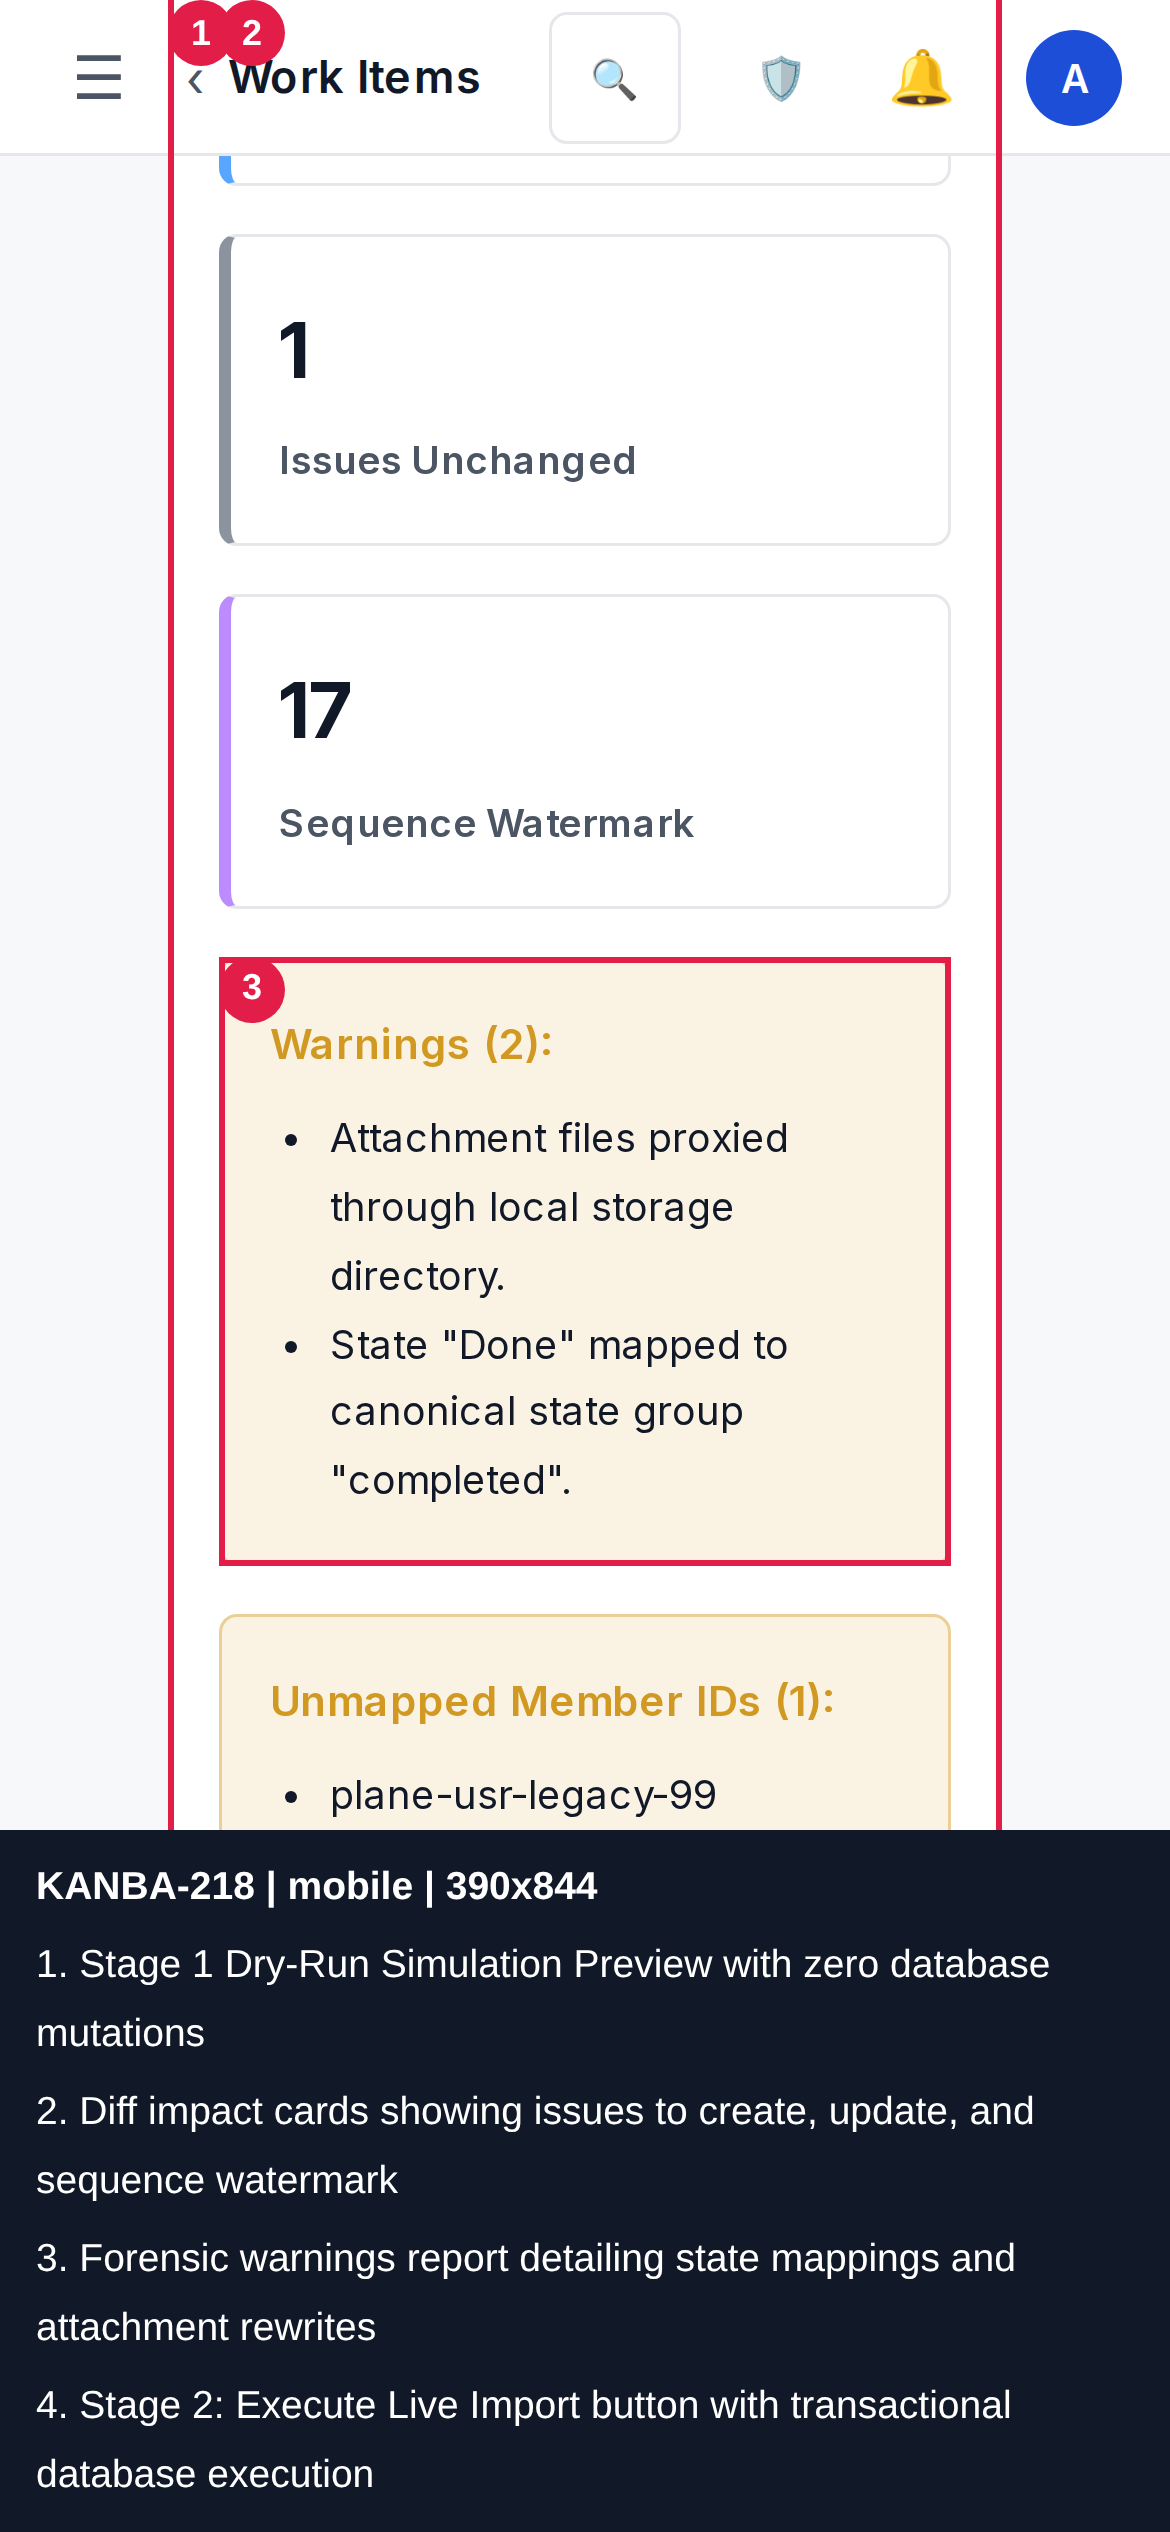 1 2
☰ ‹ Work Items A
1
Issues Unchanged
17
Sequence Watermark
3
Warnings (2):
• Attachment files proxied
through local storage
directory.
• State "Done" mapped to
canonical state group
"completed".
Unmapped Member IDs (1):
• plane-usr-legacy-99
KANBA-218 | mobile | 390x844
1. Stage 1 Dry-Run Simulation Preview with zero database
mutations
2. Diff impact cards showing issues to create, update, and
sequence watermark
3. Forensic warnings report detailing state mappings and
attachment rewrites
4. Stage 2: Execute Live Import button with transactional
database execution